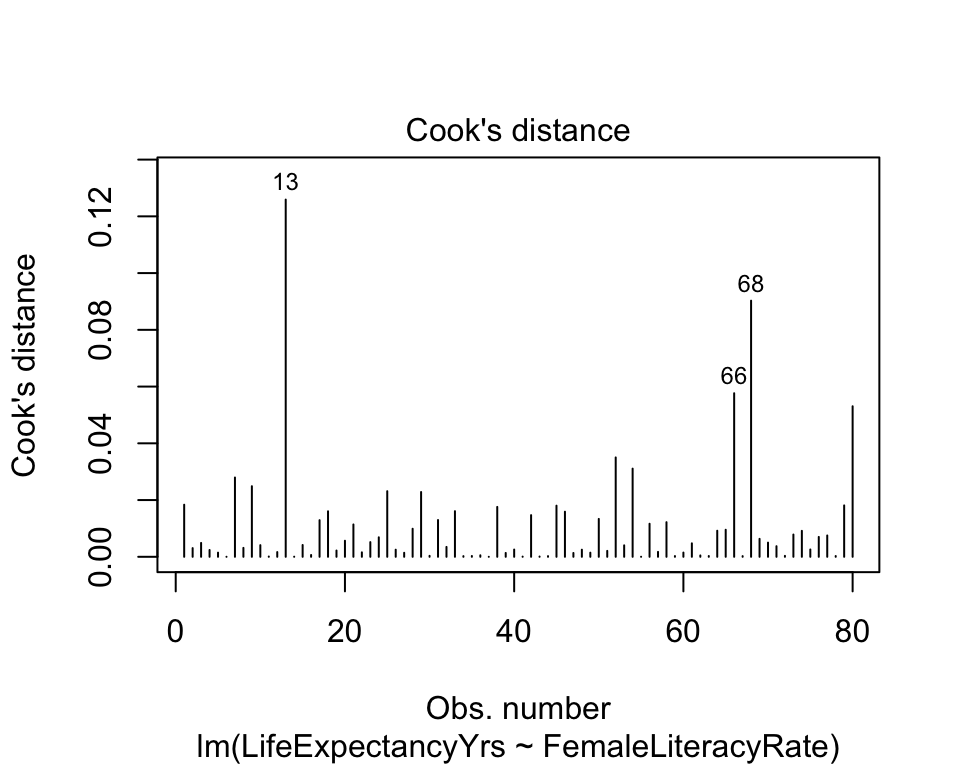 Cook's distance
13
0.12
68
Cook's distance
0.08
66
0.04
0.00
0 20 40 60 80
Obs. number
lm(LifeExpectancyYrs ~ FemaleLiteracyRate)